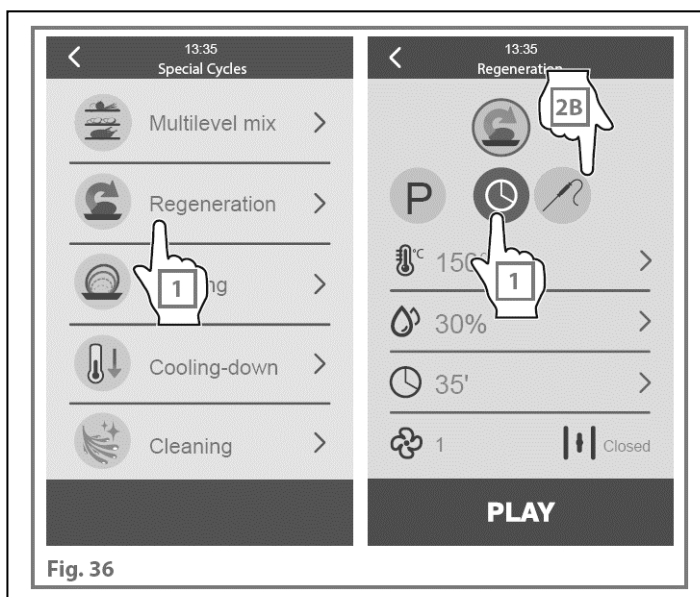 13:35
Special Cycles
Multilevel mix
Regeneration
1
Cooling-down
Cleaning
13:35
Regeneration
2B
P
°C 150°
1
30%
35'
1 Closed
PLAY
Fig. 36